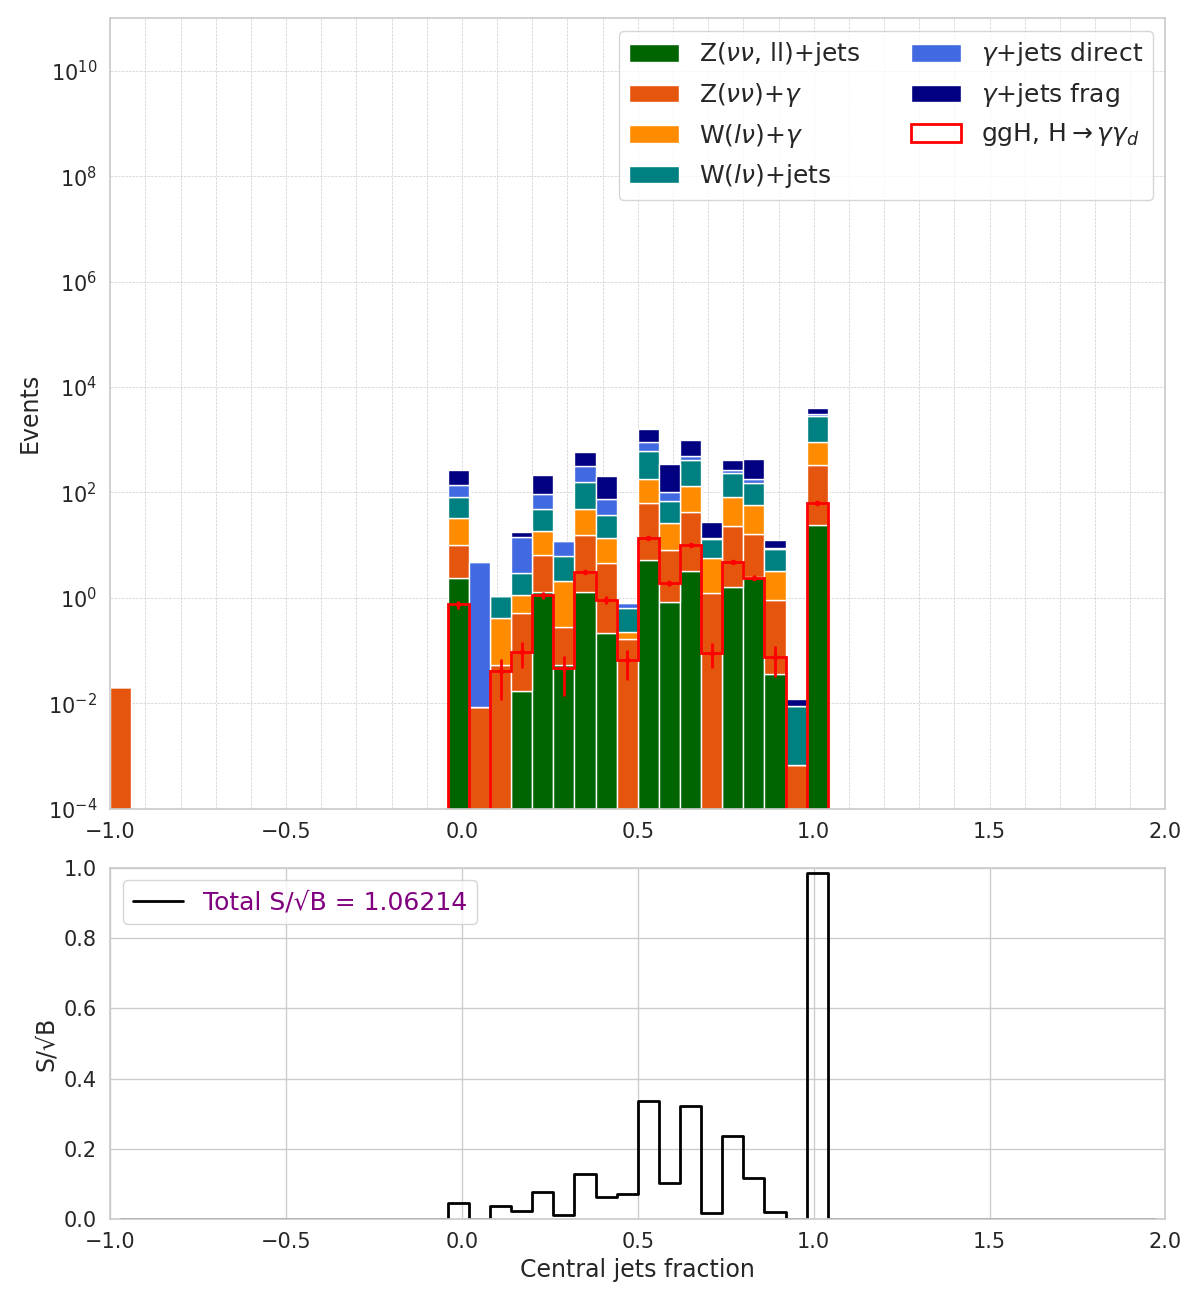 Z(νν, ll)+jets
Z(νν)+γ
W(lν)+γ
W(lν)+jets
γ+jets direct
γ+jets frag
ggH, H→γγ_d
Events
10^10
10^8
10^6
10^4
10^2
10^0
10^−2
10^−4
−1.0 −0.5 0.0 0.5 1.0 1.5 2.0
Total S/√B = 1.06214
S/√B
1.0
0.8
0.6
0.4
0.2
0.0
−1.0 −0.5 0.0 0.5 1.0 1.5 2.0
Central jets fraction